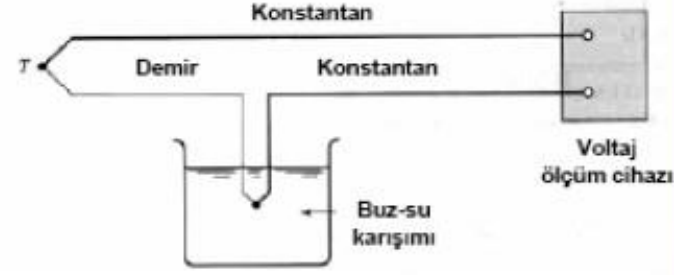 Konstantan
T
Demir
Konstantan
Voltaj
ölçüm cihazı
Buz-su
karışımı